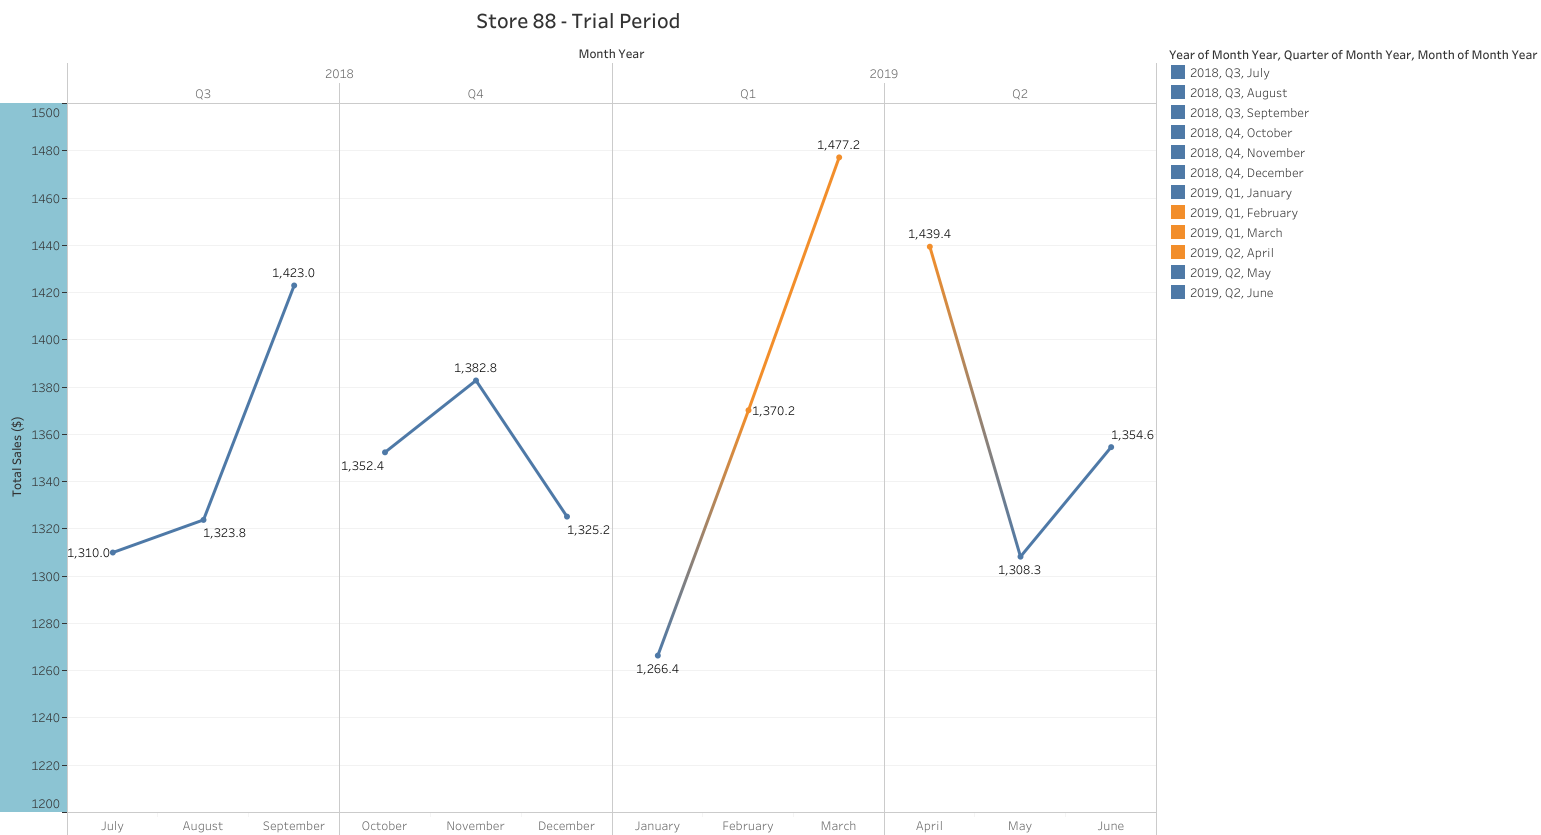 Store 88 - Trial Period
Month Year
2018 2019
Q3 Q4 Q1 Q2
Total Sales ($)
1500
1480
1460
1440
1420
1400
1380
1360
1340
1320
1300
1280
1260
1240
1220
1200
1,310.0
1,323.8
1,423.0
1,352.4
1,382.8
1,325.2
1,266.4
1,370.2
1,477.2
1,439.4
1,308.3
1,354.6
July August September October November December January February March April May June
Year of Month Year, Quarter of Month Year, Month of Month Year
2018, Q3, July
2018, Q3, August
2018, Q3, September
2018, Q4, October
2018, Q4, November
2018, Q4, December
2019, Q1, January
2019, Q1, February
2019, Q1, March
2019, Q2, April
2019, Q2, May
2019, Q2, June